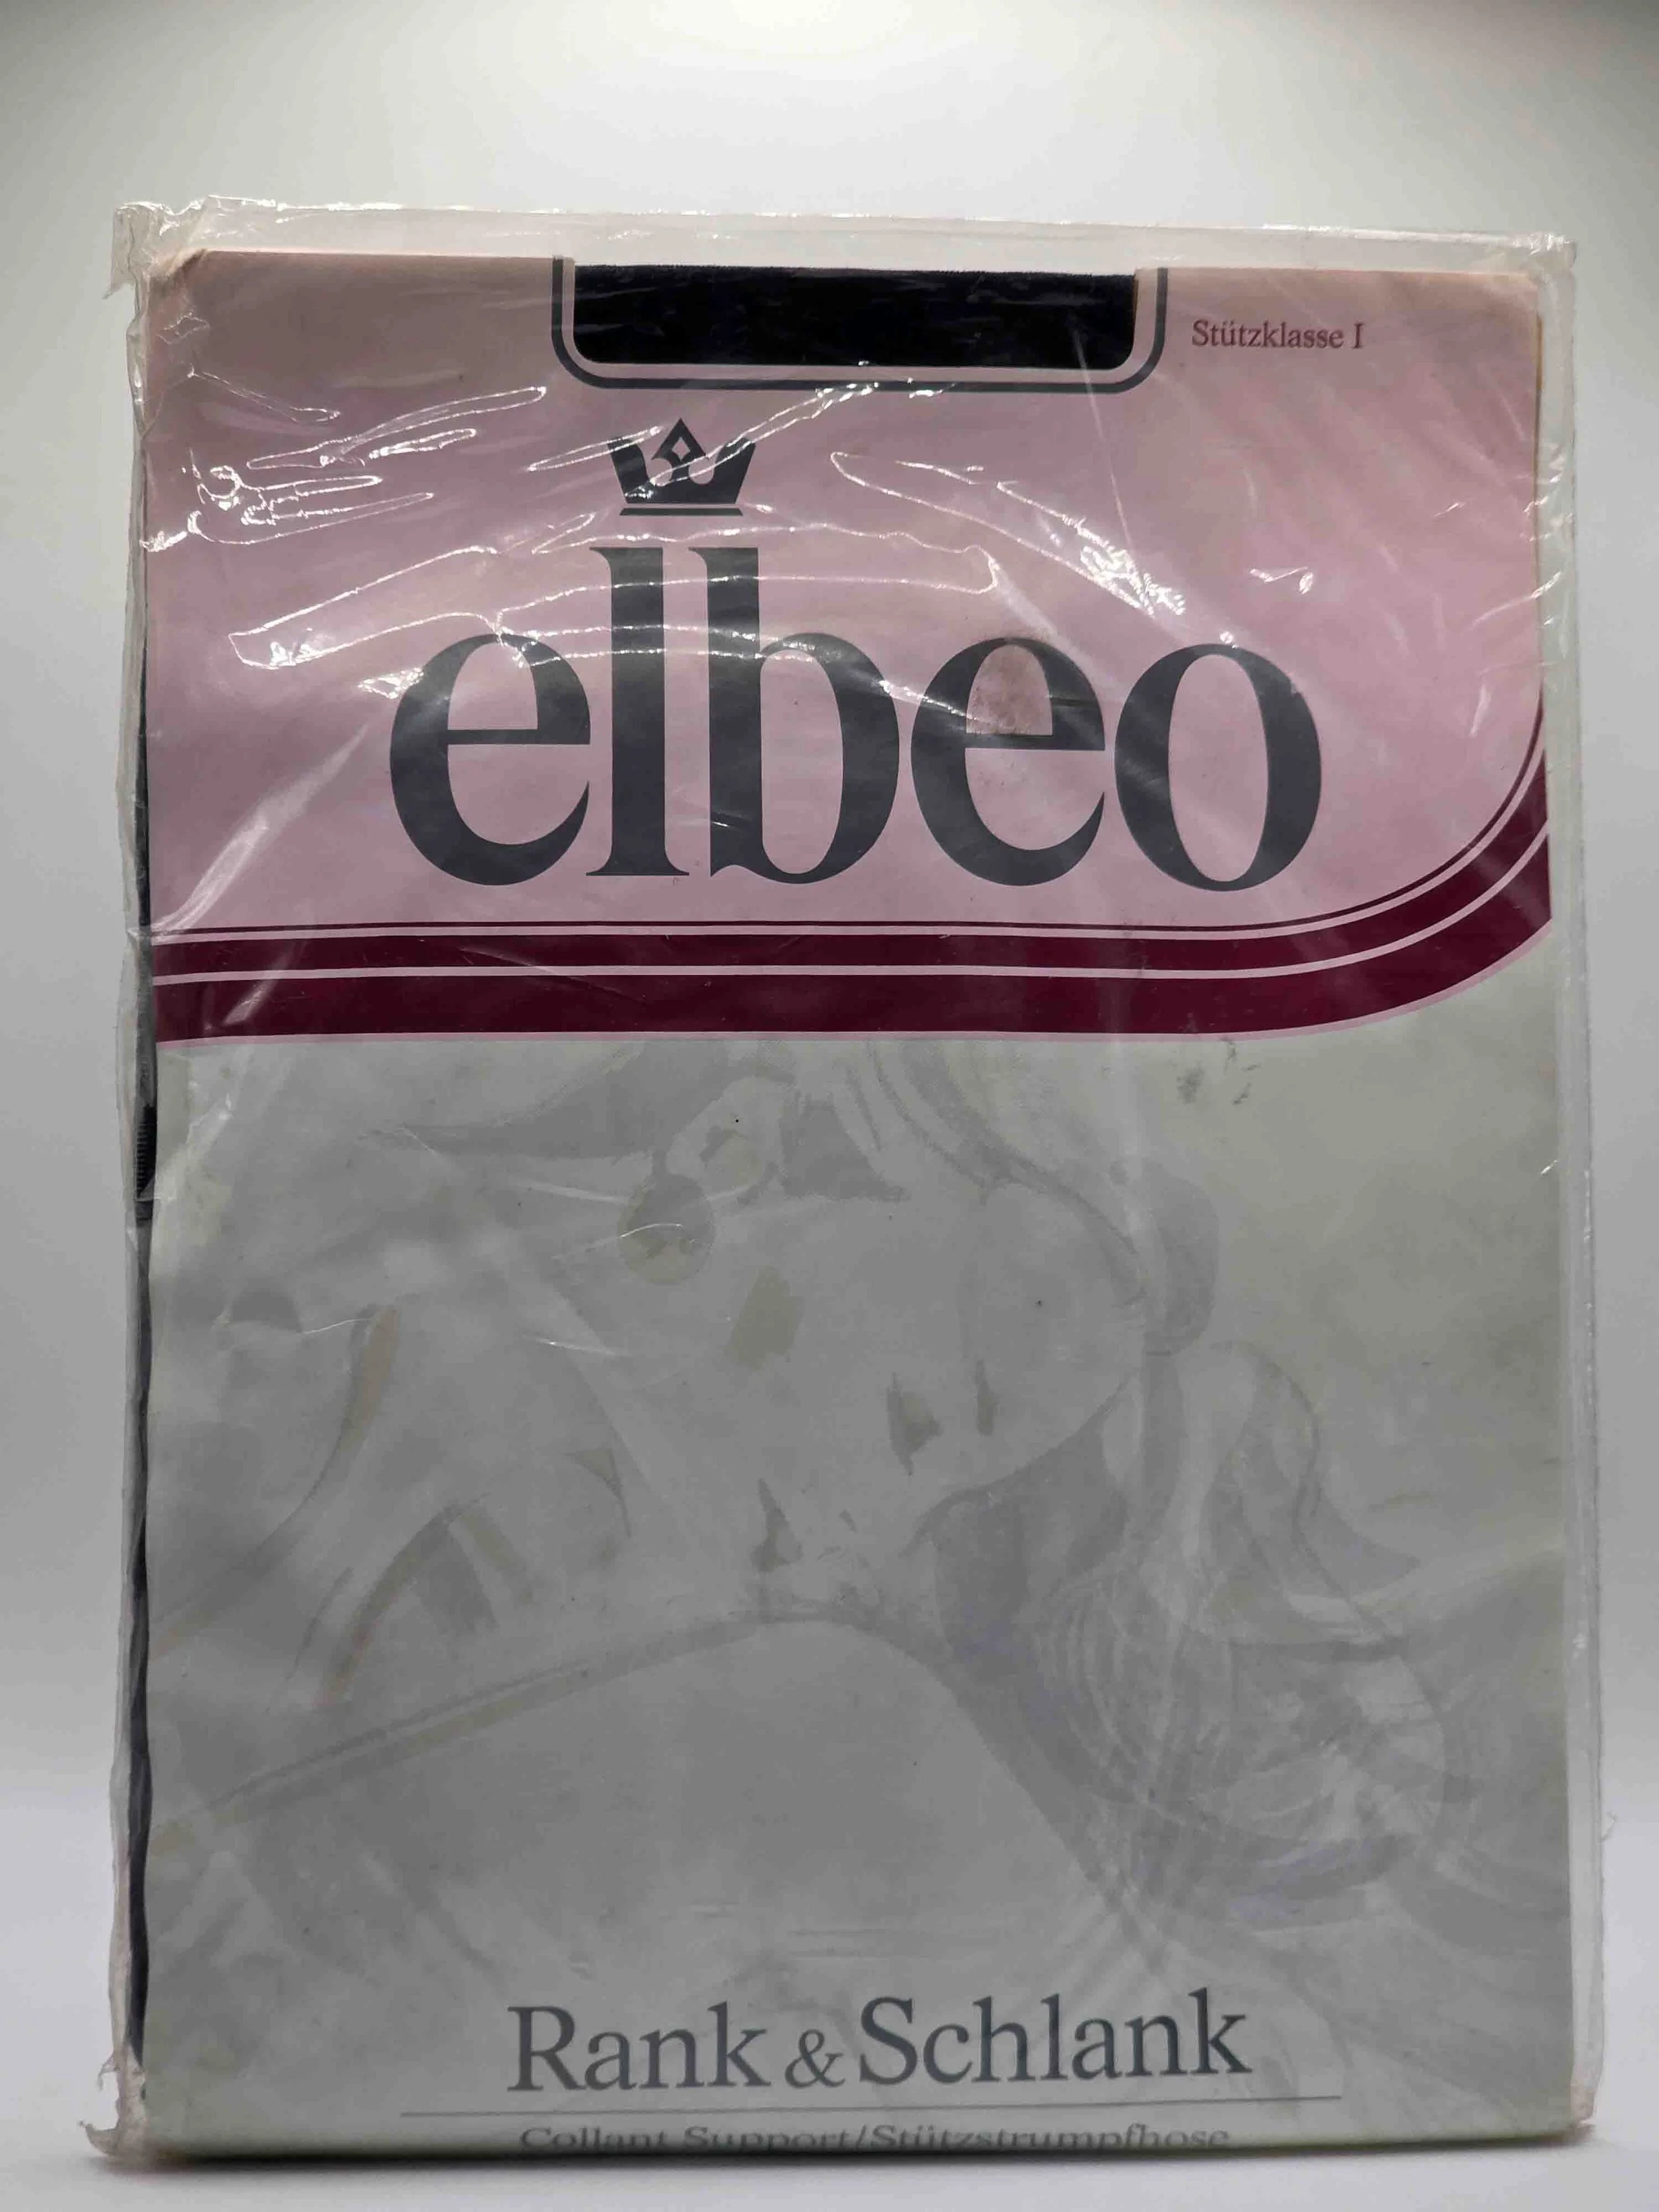 Stützklasse I
elbeo
Rank & Schlank
Collant Support/Stützstrumpfhose